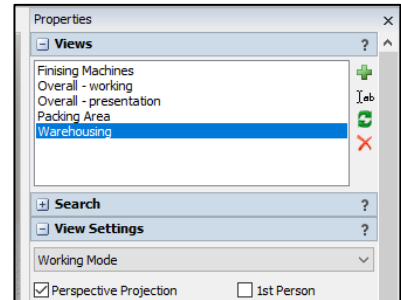 Properties
Views ?
Finising Machines
Overall - working
Overall - presentation
Packing Area
Warehousing
Search ?
View Settings ?
Working Mode
Perspective Projection 1st Person